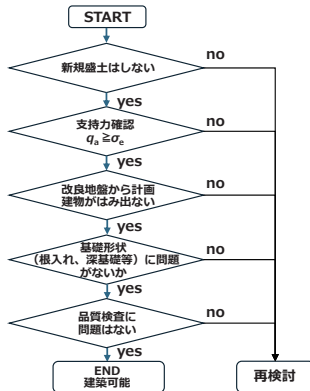 START
新規盛土はしない
no
yes
支持力確認
qa≧σe
no
yes
改良地盤から計画
建物がはみ出ない
no
yes
基礎形状
（根入れ、深基礎等）に問題
がないか
no
yes
品質検査に
問題はない
no
yes
END
建築可能
再検討